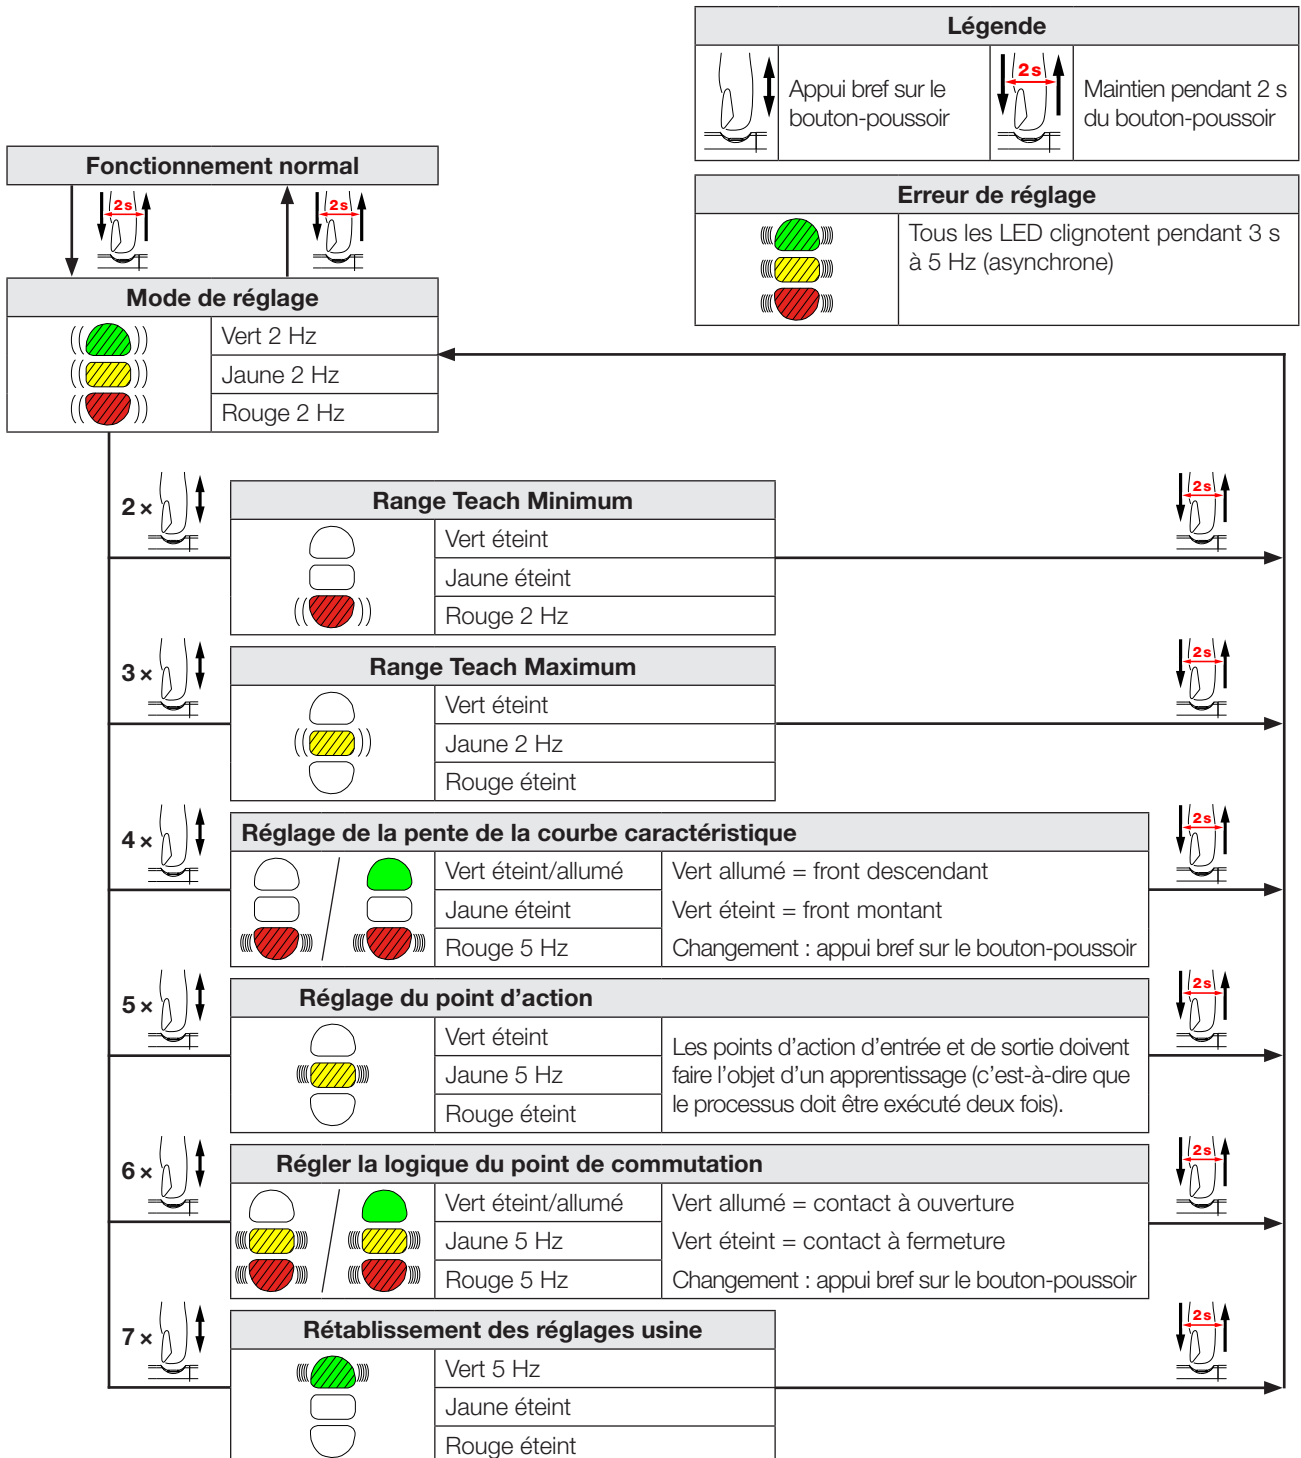 Légende
Appui bref sur le
bouton-poussoir
2s
Maintien pendant 2 s
du bouton-poussoir
Fonctionnement normal
2s
2s
Erreur de réglage
Tous les LED clignotent pendant 3 s
à 5 Hz (asynchrone)
Mode de réglage
Vert 2 Hz
Jaune 2 Hz
Rouge 2 Hz
2 ×
Range Teach Minimum
Vert éteint
Jaune éteint
Rouge 2 Hz
2s
3 ×
Range Teach Maximum
Vert éteint
Jaune 2 Hz
Rouge éteint
2s
4 ×
Réglage de la pente de la courbe caractéristique
Vert éteint/allumé
Jaune éteint
Rouge 5 Hz
Vert allumé = front descendant
Vert éteint = front montant
Changement : appui bref sur le bouton-poussoir
2s
5 ×
Réglage du point d’action
Vert éteint
Jaune 5 Hz
Rouge éteint
Les points d’action d’entrée et de sortie doivent
faire l’objet d’un apprentissage (c’est-à-dire que
le processus doit être exécuté deux fois).
2s
6 ×
Régler la logique du point de commutation
Vert éteint/allumé
Jaune 5 Hz
Rouge 5 Hz
Vert allumé = contact à ouverture
Vert éteint = contact à fermeture
Changement : appui bref sur le bouton-poussoir
2s
7 ×
Rétablissement des réglages usine
Vert 5 Hz
Jaune éteint
Rouge éteint
2s